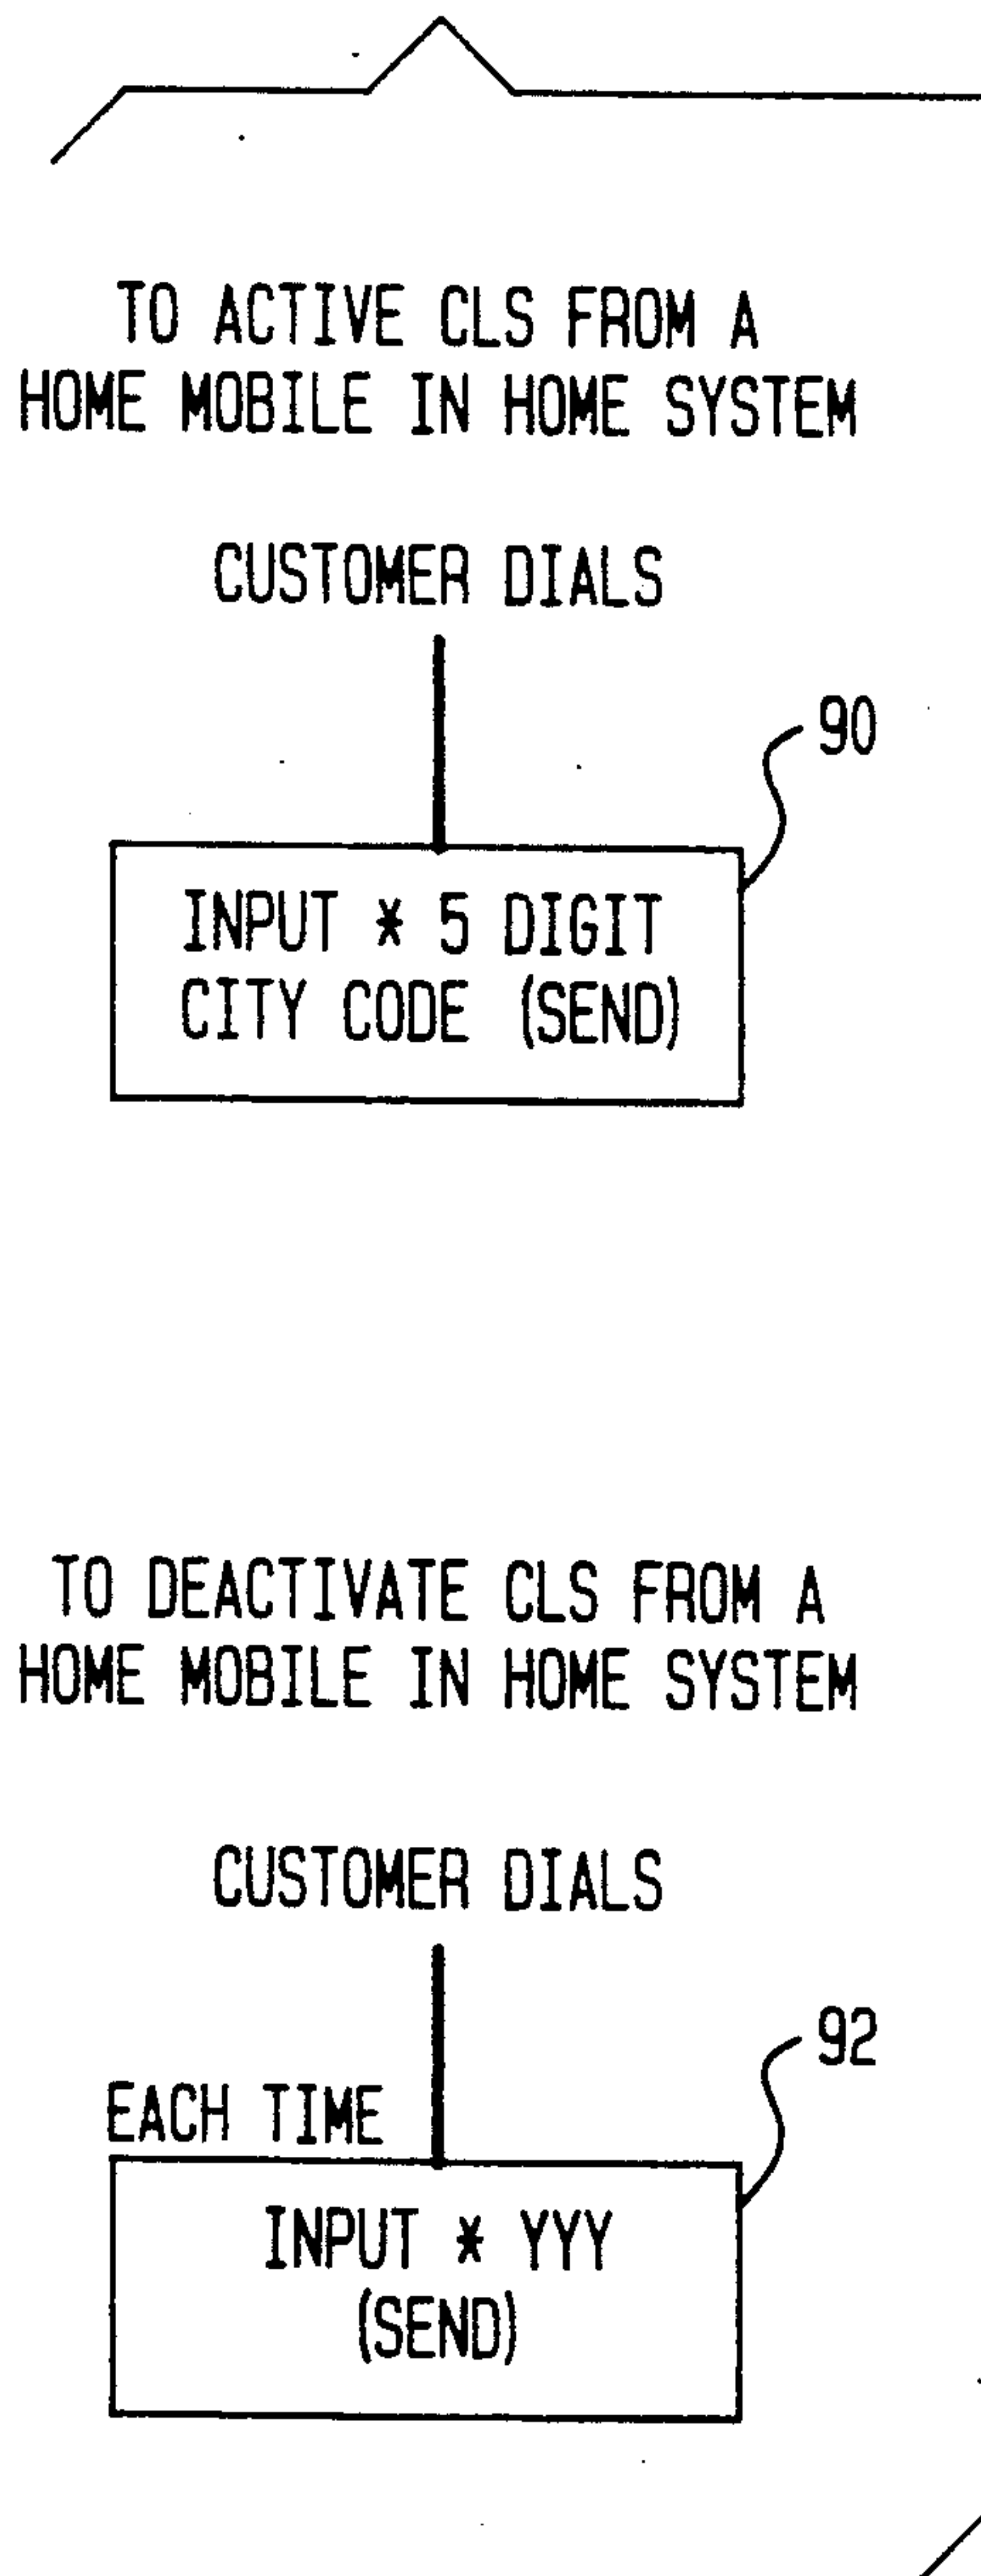 TO ACTIVE CLS FROM A
HOME MOBILE IN HOME SYSTEM
CUSTOMER DIALS
90
INPUT * 5 DIGIT
CITY CODE (SEND)
TO DEACTIVATE CLS FROM A
HOME MOBILE IN HOME SYSTEM
CUSTOMER DIALS
92
EACH TIME
INPUT * YYY
(SEND)